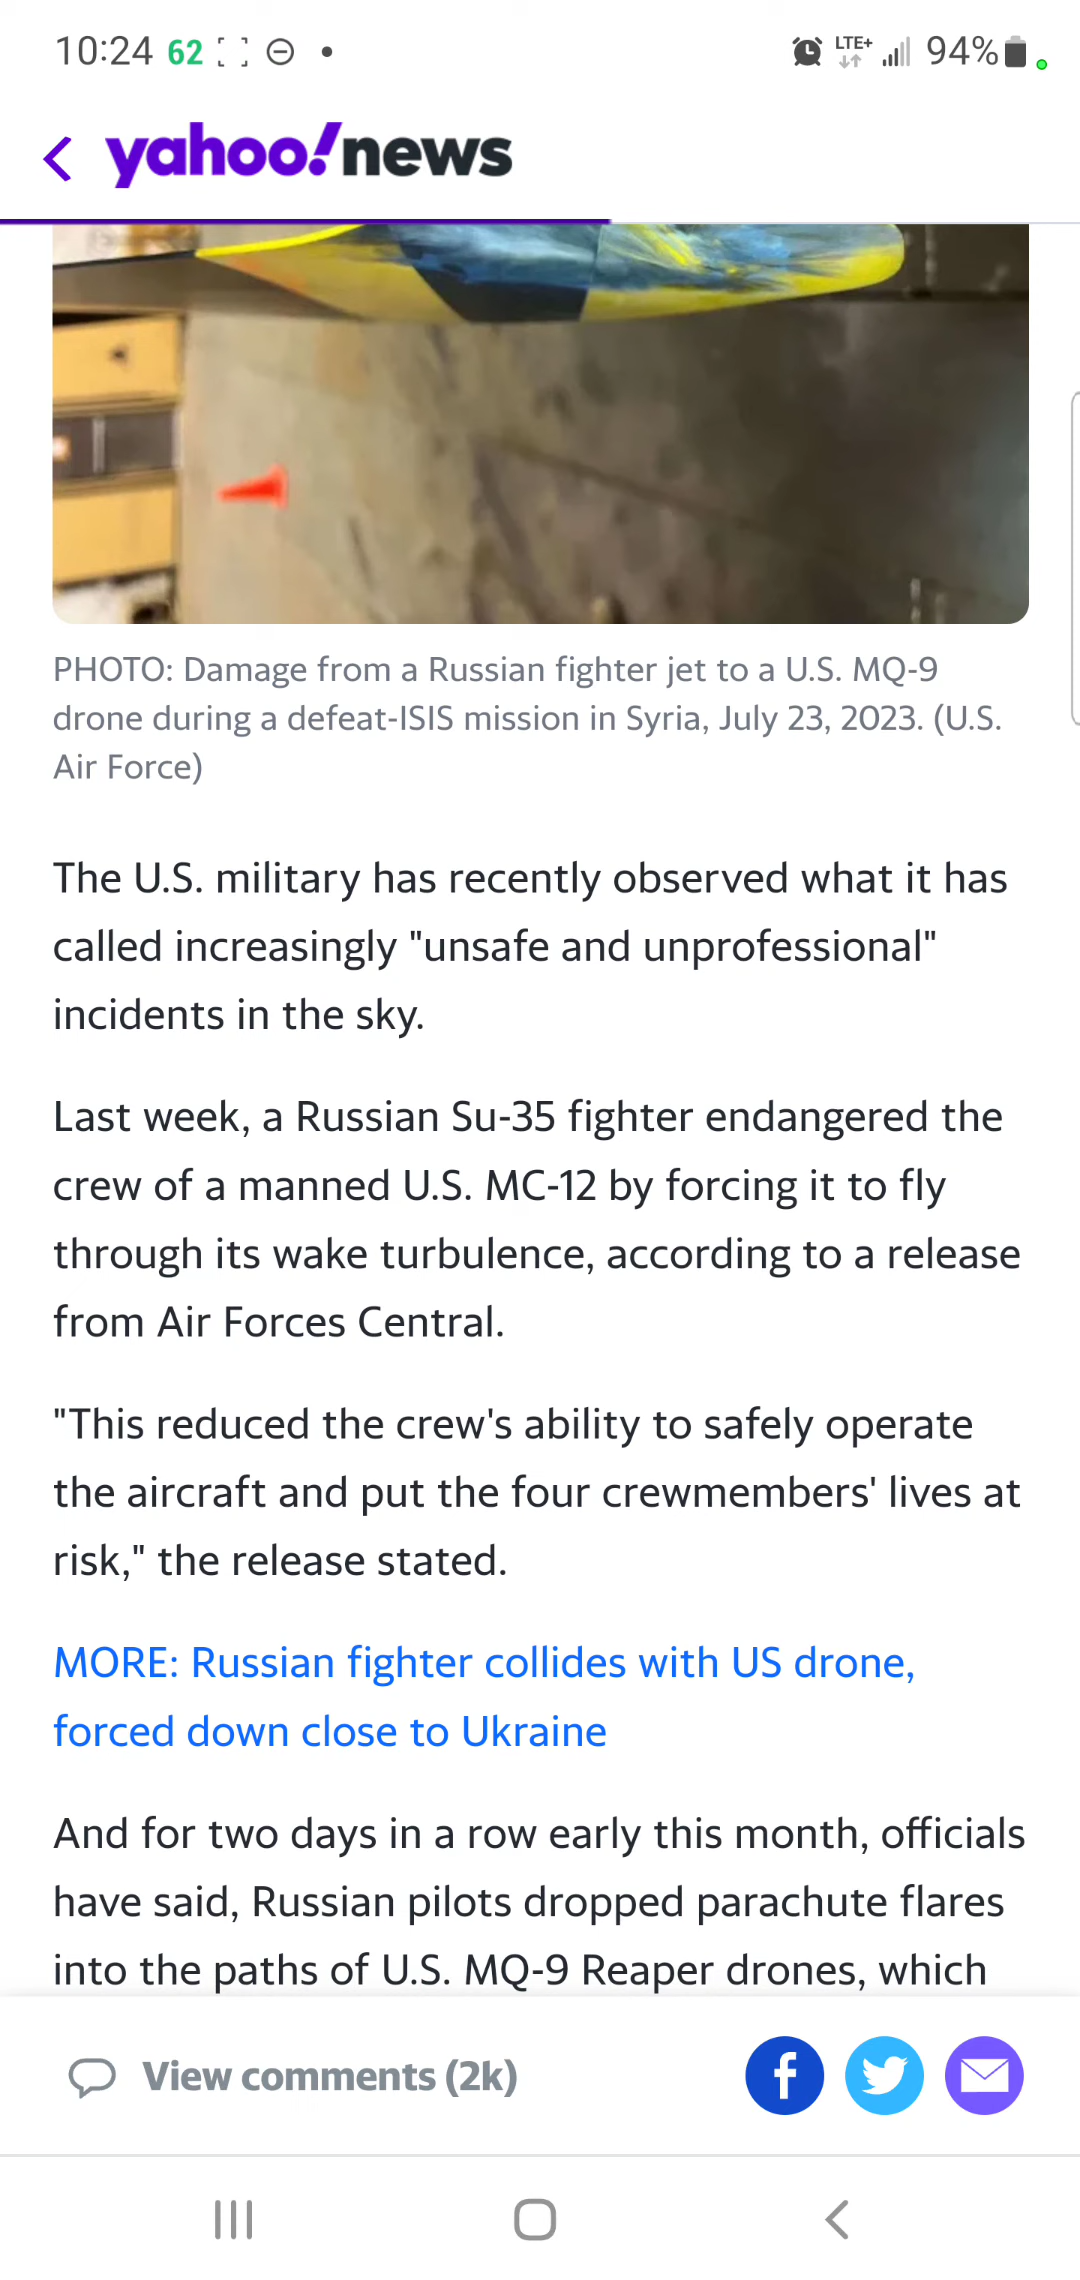 10:24 62
LTE+ 94%
yahoo!news
PHOTO: Damage from a Russian fighter jet to a U.S. MQ-9
drone during a defeat-ISIS mission in Syria, July 23, 2023. (U.S.
Air Force)
The U.S. military has recently observed what it has
called increasingly "unsafe and unprofessional"
incidents in the sky.
Last week, a Russian Su-35 fighter endangered the
crew of a manned U.S. MC-12 by forcing it to fly
through its wake turbulence, according to a release
from Air Forces Central.
"This reduced the crew's ability to safely operate
the aircraft and put the four crewmembers' lives at
risk," the release stated.
MORE: Russian fighter collides with US drone,
forced down close to Ukraine
And for two days in a row early this month, officials
have said, Russian pilots dropped parachute flares
into the paths of U.S. MQ-9 Reaper drones, which
View comments (2k)